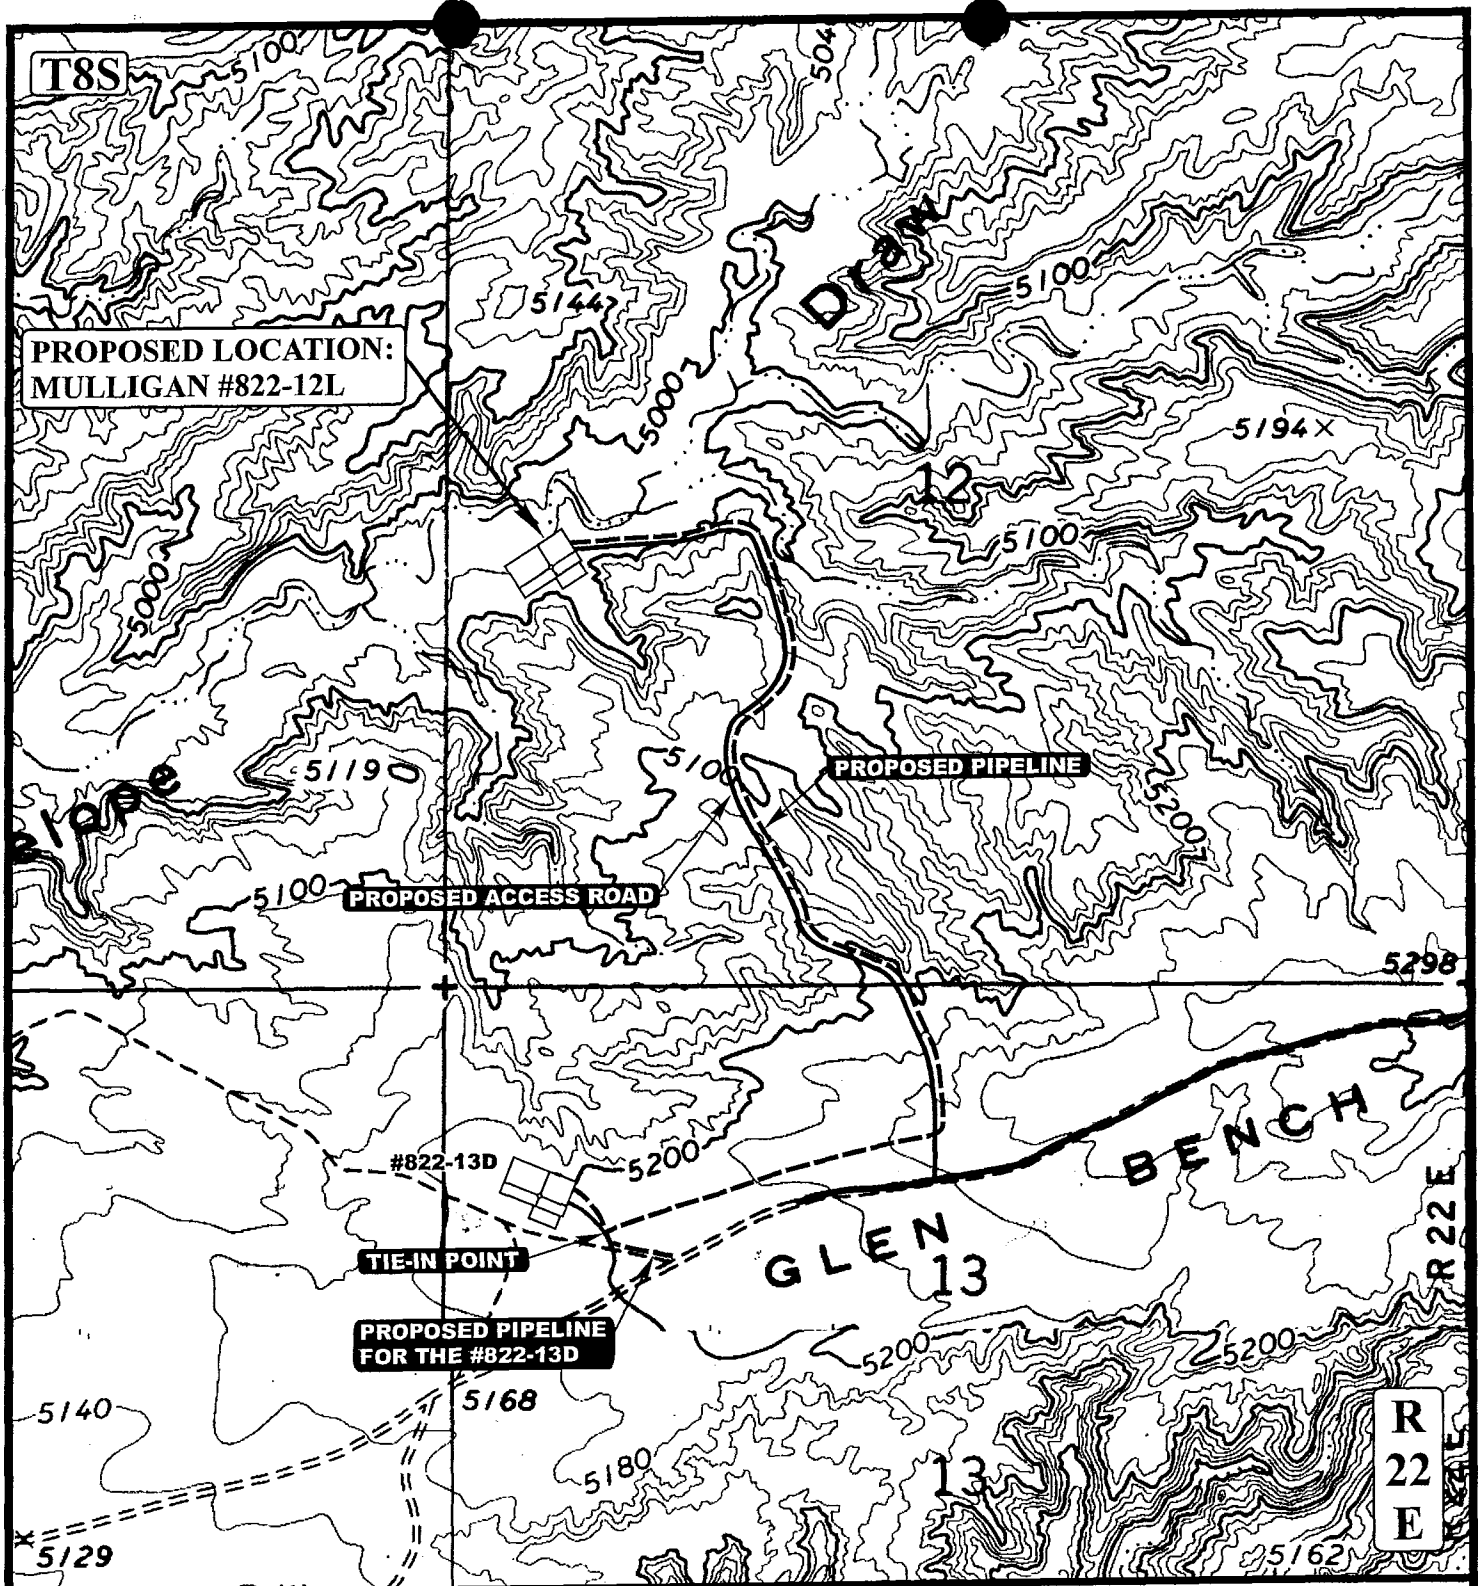 T8S
5100
504
Draw
5144
5100
PROPOSED LOCATION:
MULLIGAN #822-12L
5000
5194
12
5100
5000
5119
5100
PROPOSED PIPELINE
5200
elope
5100
PROPOSED ACCESS ROAD
5298
#822-13D
5200
GLEN BENCH
R 22 E
TIE-IN POINT
13
PROPOSED PIPELINE
FOR THE #822-13D
5200
5200
5168
5140
5180
13
R
22
E
5129
5162